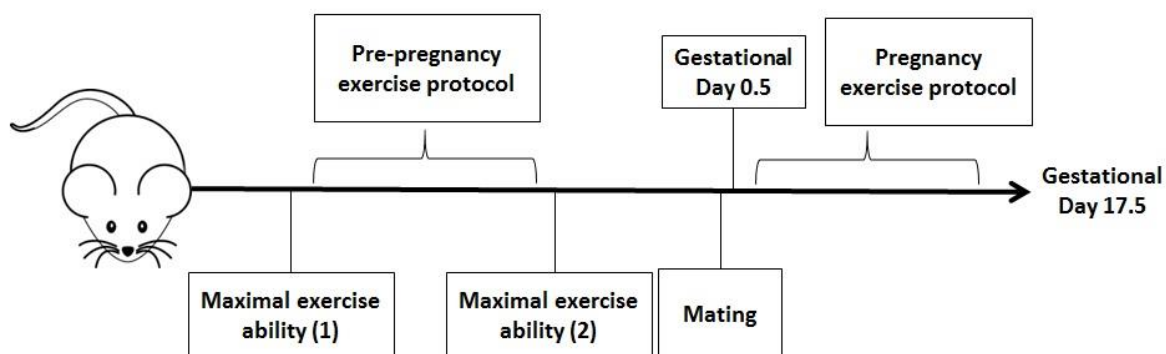 Pre-pregnancy
exercise protocol
Gestational
Day 0.5
Pregnancy
exercise protocol
Gestational
Day 17.5
Maximal exercise
ability (1)
Maximal exercise
ability (2)
Mating